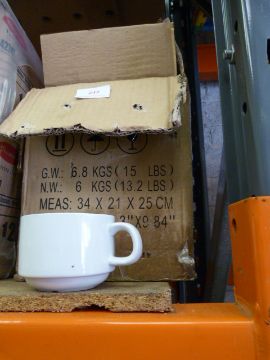 G.W.: 6.8 KGS (15 LBS)
N.W.: 6 KGS (13.2 LBS)
MEAS: 34 X 21 X 25 CM